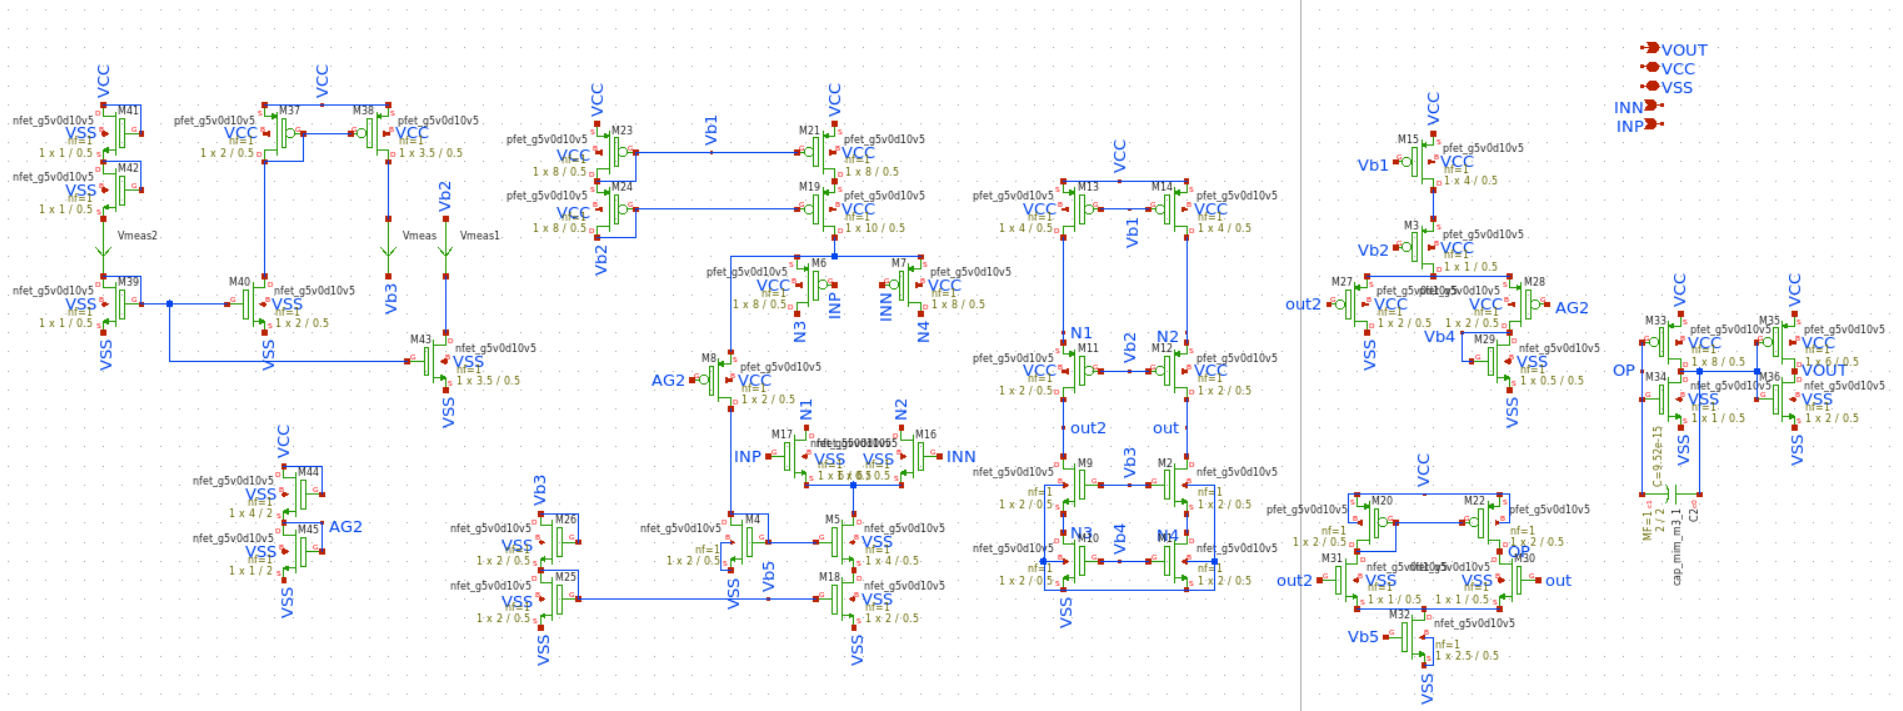 VCC
M41
nfet_g5v0d10v5
VSS
nf=1
1 x 1 / 0.5
M42
nfet_g5v0d10v5
VSS
nf=1
1 x 1 / 0.5
Vmeas2
M39
nfet_g5v0d10v5
VSS
nf=1
1 x 1 / 0.5
VSS
VCC
M37
pfet_g5v0d10v5
VCC
nf=1
1 x 2 / 0.5
M38
pfet_g5v0d10v5
VCC
nf=1
1 x 3.5 / 0.5
M40
nfet_g5v0d10v5
VSS
nf=1
1 x 2 / 0.5
VSS
Vmeas
Vb3
Vb2
Vmeas1
M43
nfet_g5v0d10v5
VSS
nf=1
1 x 3.5 / 0.5
VSS
VCC
M44
nfet_g5v0d10v5
VSS
nf=1
1 x 4 / 2
AG2
M45
nfet_g5v0d10v5
VSS
nf=1
1 x 1 / 2
VSS
VCC
M23
pfet_g5v0d10v5
VCC
nf=1
1 x 8 / 0.5
M24
pfet_g5v0d10v5
VCC
nf=1
1 x 8 / 0.5
Vb2
Vb1
VCC
M21
pfet_g5v0d10v5
VCC
nf=1
1 x 8 / 0.5
M19
pfet_g5v0d10v5
VCC
nf=1
1 x 10 / 0.5
M6
pfet_g5v0d10v5
VCC
nf=1
1 x 8 / 0.5
N3
INP
M7
pfet_g5v0d10v5
VCC
nf=1
1 x 8 / 0.5
INN
N4
M8
AG2
pfet_g5v0d10v5
VCC
nf=1
1 x 2 / 0.5
N1
M17
INP
VSS
N2
M16
INN
VSS
Vb3
M26
nfet_g5v0d10v5
VSS
nf=1
1 x 2 / 0.5
M25
nfet_g5v0d10v5
VSS
nf=1
1 x 2 / 0.5
VSS
M4
nfet_g5v0d10v5
nf=1
1 x 2 / 0.5
VSS
Vb5
M5
nfet_g5v0d10v5
VSS
nf=1
1 x 4 / 0.5
M18
nfet_g5v0d10v5
VSS
nf=1
1 x 2 / 0.5
VSS
VCC
M13
pfet_g5v0d10v5
VCC
nf=1
1 x 4 / 0.5
Vb1
M14
pfet_g5v0d10v5
VCC
nf=1
1 x 4 / 0.5
N1
M11
pfet_g5v0d10v5
VCC
nf=1
1 x 2 / 0.5
Vb2
N2
M12
pfet_g5v0d10v5
VCC
nf=1
1 x 2 / 0.5
out2
out
M9
nfet_g5v0d10v5
nf=1
1 x 2 / 0.5
Vb3
M2
nfet_g5v0d10v5
nf=1
1 x 2 / 0.5
N3
M10
nfet_g5v0d10v5
nf=1
1 x 2 / 0.5
Vb4
N4
nfet_g5v0d10v5
nf=1
1 x 2 / 0.5
VSS
VOUT
VCC
VSS
INN
INP
VCC
M15
Vb1
pfet_g5v0d10v5
VCC
nf=1
1 x 4 / 0.5
M3
Vb2
pfet_g5v0d10v5
VCC
nf=1
1 x 1 / 0.5
M27
out2
VCC
nf=1
1 x 2 / 0.5
VSS
M28
AG2
VCC
nf=1
1 x 2 / 0.5
Vb4
M29
nfet_g5v0d10v5
VSS
nf=1
1 x 0.5 / 0.5
VSS
VCC
M20
pfet_g5v0d10v5
nf=1
1 x 2 / 0.5
M22
pfet_g5v0d10v5
nf=1
1 x 2 / 0.5
OP
M31
out2
VSS
nf=1
1 x 1 / 0.5
M30
out
VSS
nf=1
1 x 1 / 0.5
M32
Vb5
nfet_g5v0d10v5
nf=1
1 x 2.5 / 0.5
VSS
VCC
M33
pfet_g5v0d10v5
VCC
nf=1
1 x 8 / 0.5
OP
M34
nfet_g5v0d10v5
VSS
nf=1
1 x 1 / 0.5
VSS
VCC
M35
pfet_g5v0d10v5
VCC
nf=1
1 x 6 / 0.5
VOUT
M36
nfet_g5v0d10v5
VSS
nf=1
1 x 2 / 0.5
VSS
C=9.52e-15
MF=1
2 / 2
cap_mim_m3_1
C2